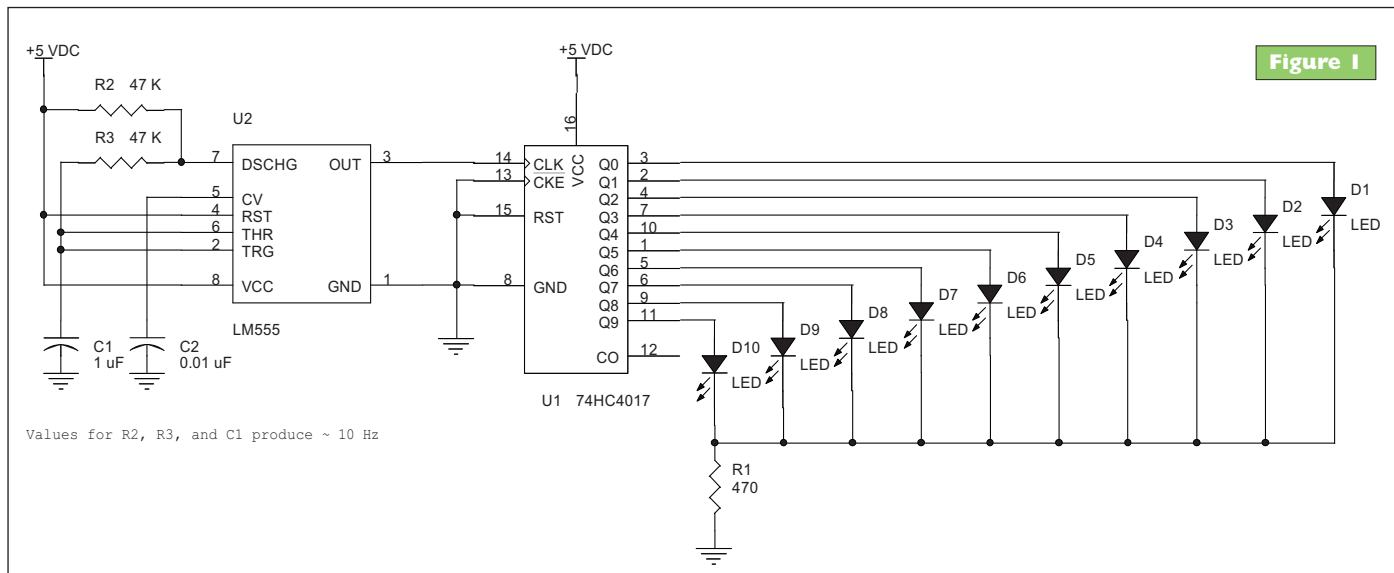 Figure 1
+5 VDC
+5 VDC
R2 47 K
R3 47 K
U2
7 DSCHG OUT 3
5 CV
4 RST
6 THR
2 TRG
8 VCC GND 1
LM555
C1
1 uF
C2
0.01 uF
Values for R2, R3, and C1 produce ~ 10 Hz
16
VCC
14 CLK
13 CKE
15 RST
8 GND
Q0 3
Q1 2
Q2 4
Q3 7
Q4 10
Q5 1
Q6 5
Q7 6
Q8 9
Q9 11
CO 12
U1 74HC4017
D1
LED
D2
LED
D3
LED
D4
LED
D5
LED
D6
LED
D7
LED
D8
LED
D9
LED
D10
LED
R1
470